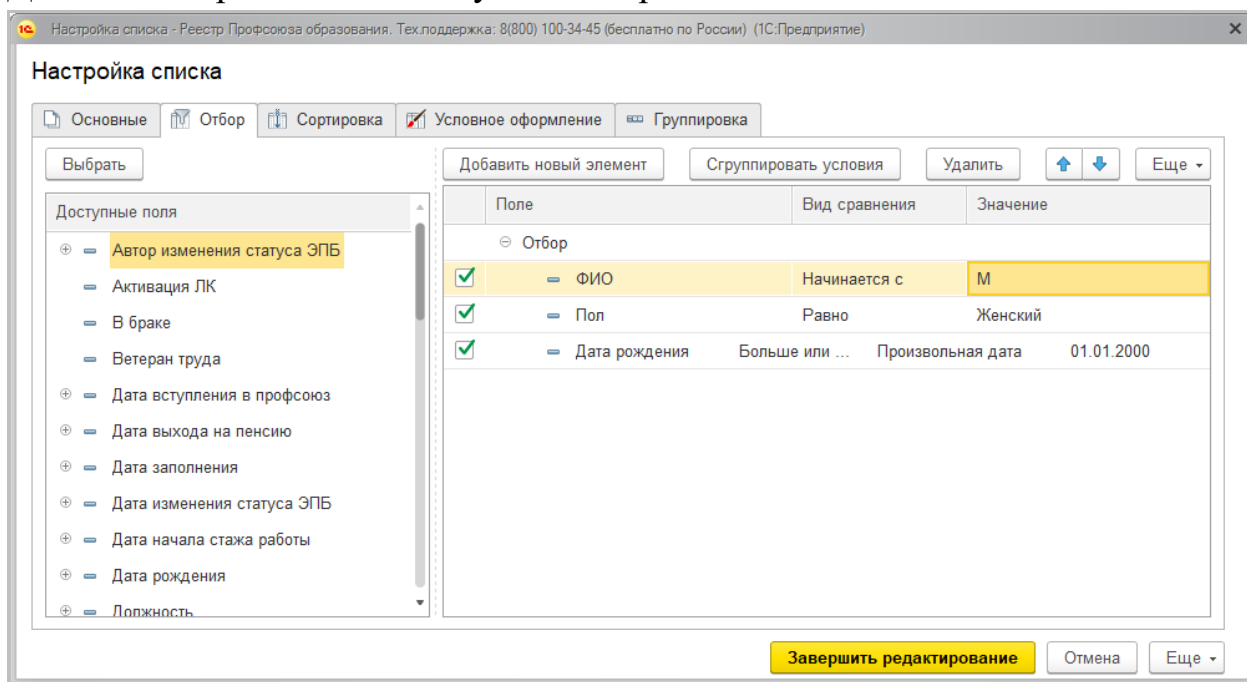 Настройка списка - Реестр Профсоюза образования. Тех.поддержка: 8(800) 100-34-45 (бесплатно по России) (1С:Предприятие)
Настройка списка
Основные Отбор Сортировка Условное оформление Группировка
Выбрать Добавить новый элемент Сгруппировать условия Удалить Еще
Доступные поля Поле Вид сравнения Значение
Автор изменения статуса ЭПБ Отбор
Активация ЛК ФИО Начинается с М
В браке Пол Равно Женский
Ветеран труда Дата рождения Больше или ... Произвольная дата 01.01.2000
Дата вступления в профсоюз
Дата выхода на пенсию
Дата заполнения
Дата изменения статуса ЭПБ
Дата начала стажа работы
Дата рождения
Должность
Завершить редактирование Отмена Еще